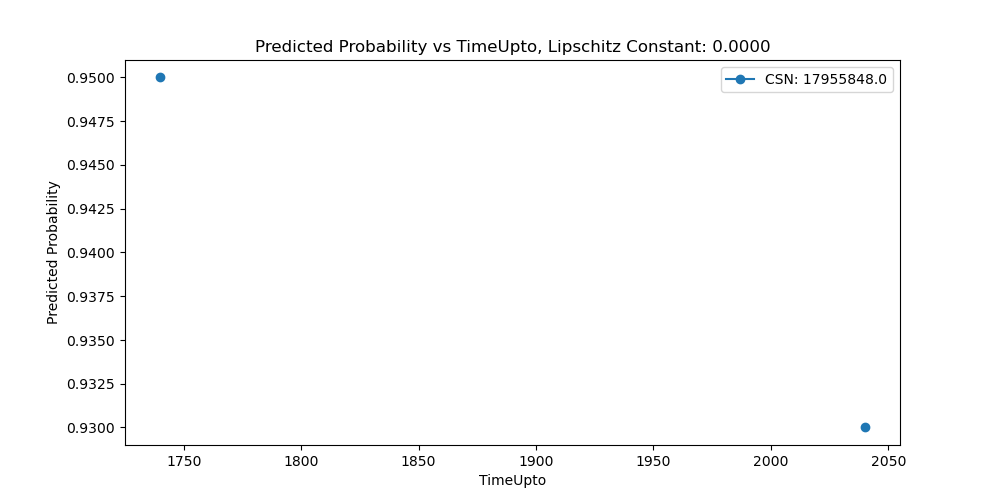 Predicted Probability vs TimeUpto, Lipschitz Constant: 0.0000
CSN: 17955848.0
Predicted Probability
0.9500
0.9475
0.9450
0.9425
0.9400
0.9375
0.9350
0.9325
0.9300
1750 1800 1850 1900 1950 2000 2050
TimeUpto